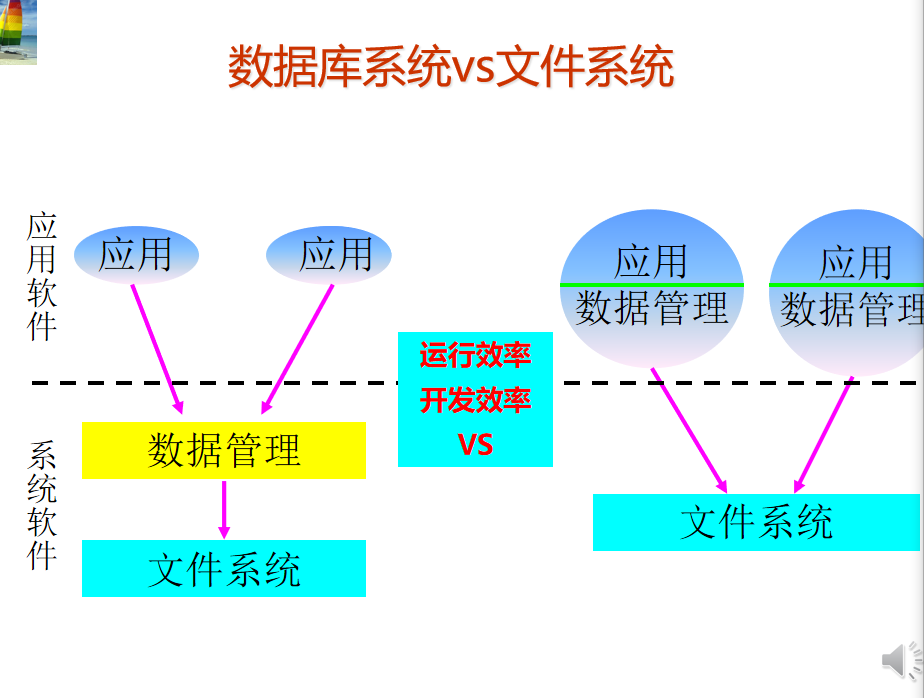 数据库系统vs文件系统
应用软件
应用
应用
应用
数据管理
应用
数据管理
运行效率
开发效率
VS
系统软件
数据管理
文件系统
文件系统